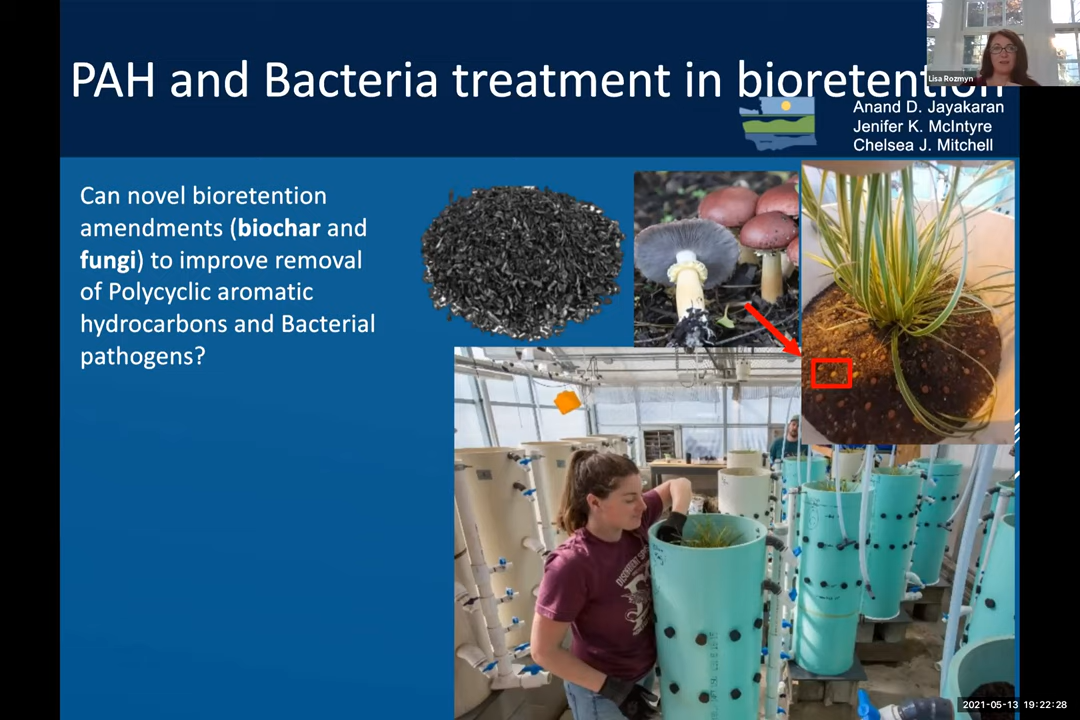 PAH and Bacteria treatment in bioretention
Lisa Rozmyn
Anand D. Jayakaran
Jenifer K. McIntyre
Chelsea J. Mitchell
Can novel bioretention
amendments (biochar and
fungi) to improve removal
of Polycyclic aromatic
hydrocarbons and Bacterial
pathogens?
2021-05-13 19:22:28